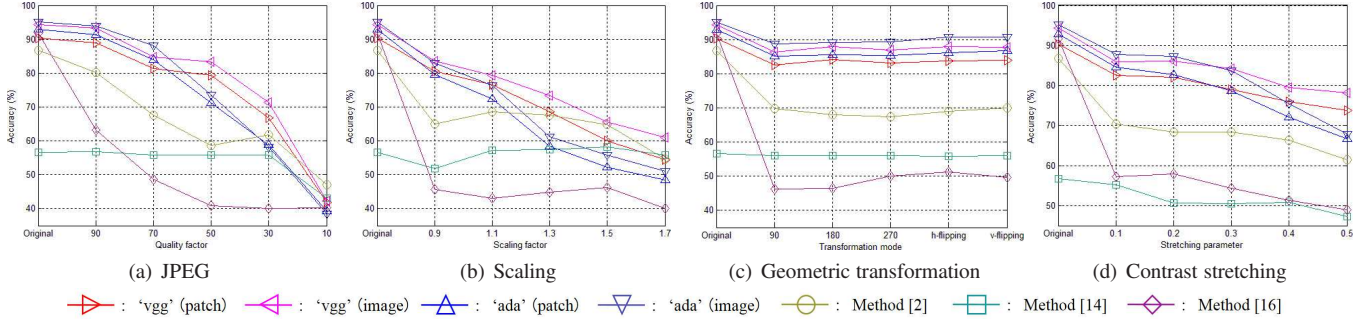 100
90
80
70
60
50
40
Accuracy (%)
Original 90 70 50 30 10
Quality factor
(a) JPEG
100
90
80
70
60
50
40
Accuracy (%)
Original 0.9 1.1 1.3 1.5 1.7
Scaling factor
(b) Scaling
100
90
80
70
60
50
40
Accuracy (%)
Original 90 180 270 h-flipping v-flipping
Transformation mode
(c) Geometric transformation
100
90
80
70
60
50
Accuracy (%)
Original 0.1 0.2 0.3 0.4 0.5
Stretching parameter
(d) Contrast stretching
: 'vgg' (patch) : 'vgg' (image) : 'ada' (patch) : 'ada' (image) : Method [2] : Method [14] : Method [16]